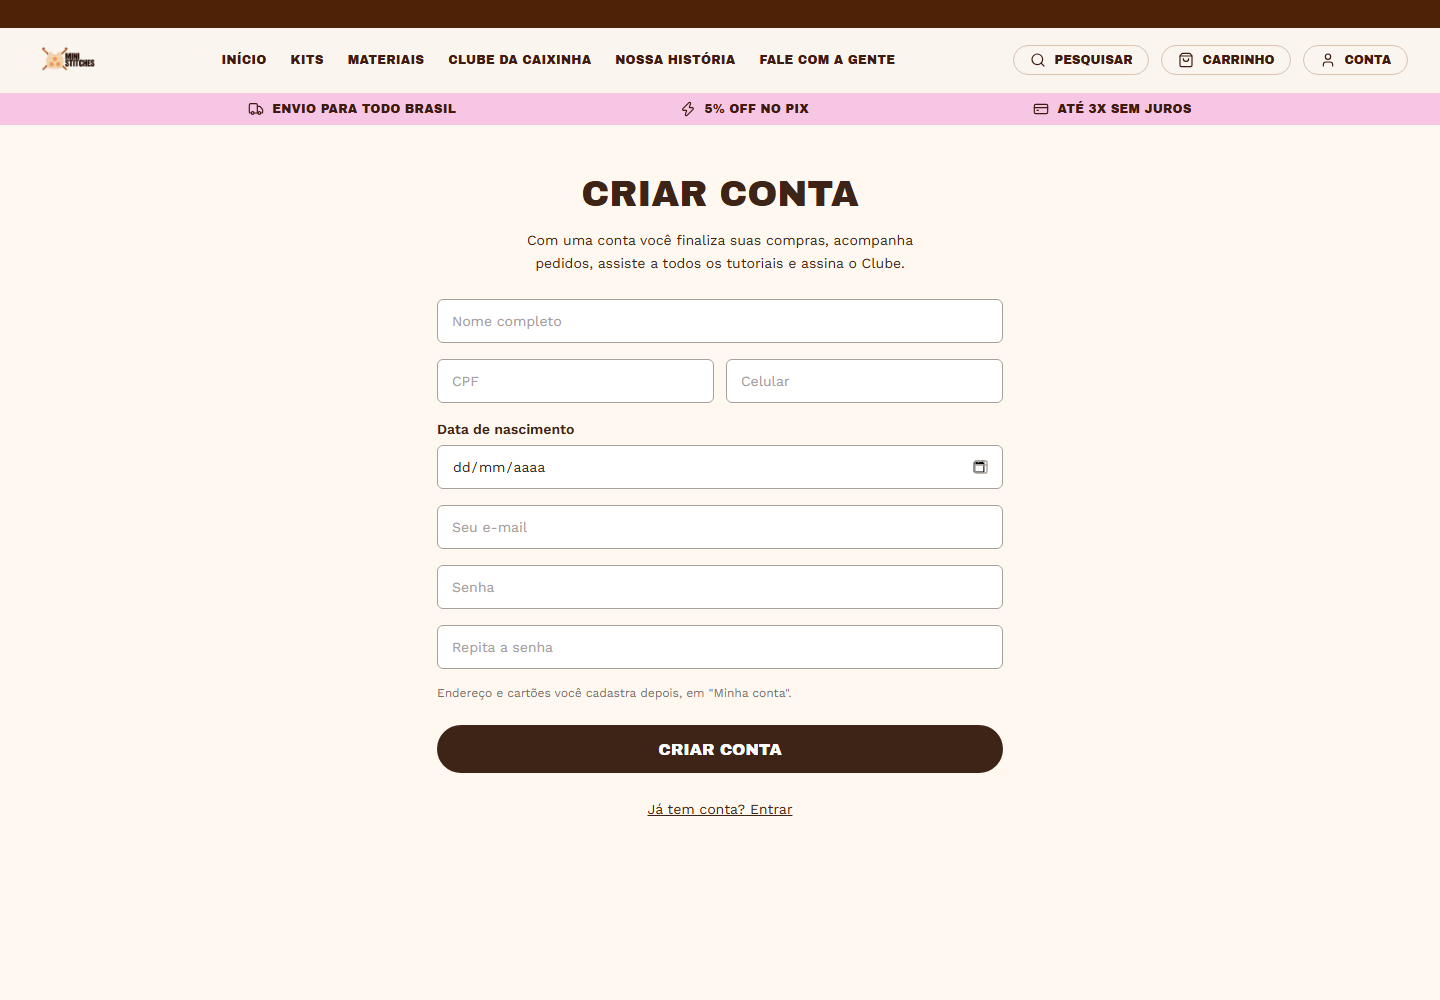 MINI
STITCHES
INÍCIO KITS MATERIAIS CLUBE DA CAIXINHA NOSSA HISTÓRIA FALE COM A GENTE PESQUISAR CARRINHO CONTA
ENVIO PARA TODO BRASIL 5% OFF NO PIX ATÉ 3X SEM JUROS
CRIAR CONTA
Com uma conta você finaliza suas compras, acompanha
pedidos, assiste a todos os tutoriais e assina o Clube.
Nome completo
CPF Celular
Data de nascimento
dd/mm/aaaa
Seu e-mail
Senha
Repita a senha
Endereço e cartões você cadastra depois, em "Minha conta".
CRIAR CONTA
Já tem conta? Entrar